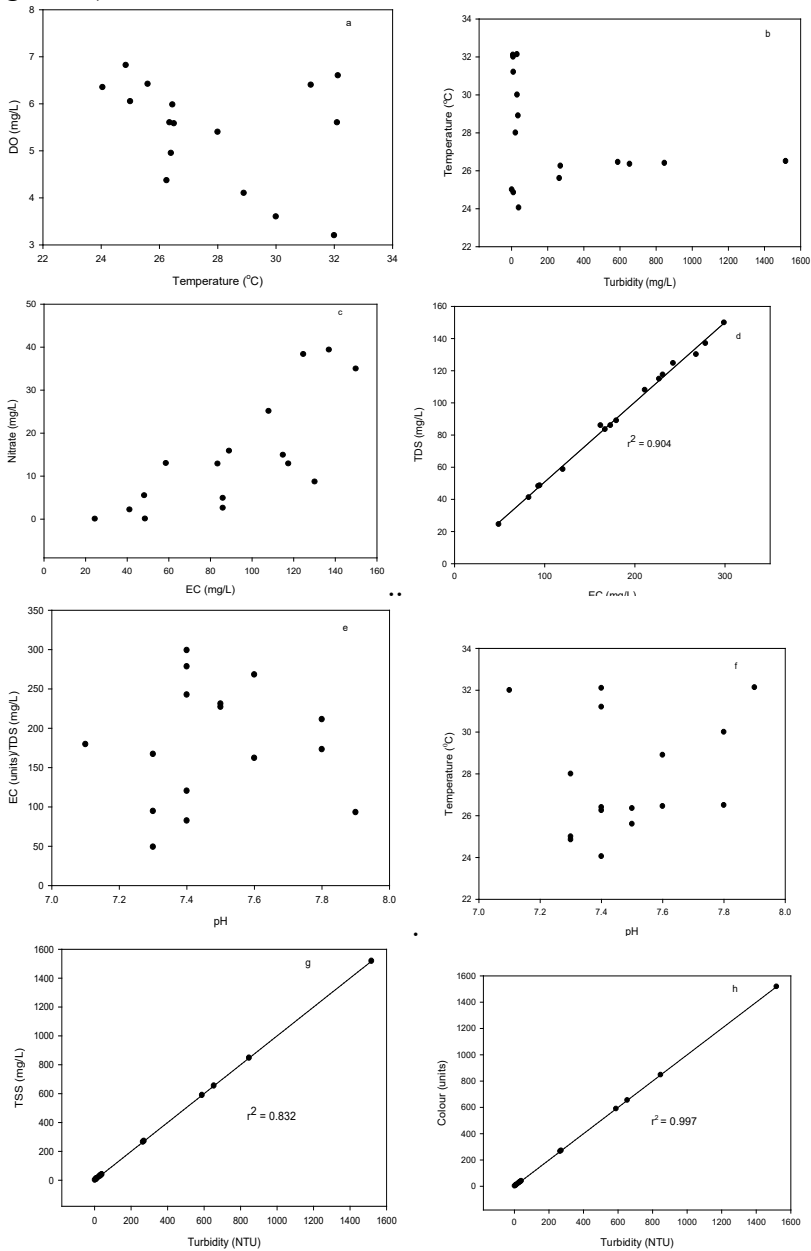 a
8
7
6
5
4
3
DO (mg/L)
22 24 26 28 30 32 34
Temperature (°C)
b
34
32
30
28
26
24
22
Temperature (°C)
0 200 400 600 800 1000 1200 1400 1600
Turbidity (mg/L)
c
50
40
30
20
10
0
Nitrate (mg/L)
0 20 40 60 80 100 120 140 160
EC (mg/L)
d
160
140
120
100
80
60
40
20
0
TDS (mg/L)
r2 = 0.904
0 100 200 300
EC (mg/L)
e
350
300
250
200
150
100
50
0
EC (units)/TDS (mg/L)
7.0 7.2 7.4 7.6 7.8 8.0
pH
f
34
32
30
28
26
24
22
Temperature (°C)
7.0 7.2 7.4 7.6 7.8 8.0
pH
g
1600
1400
1200
1000
800
600
400
200
0
TSS (mg/L)
r2 = 0.832
0 200 400 600 800 1000 1200 1400 1600
Turbidity (NTU)
h
1600
1400
1200
1000
800
600
400
200
0
Colour (units)
r2 = 0.997
0 200 400 600 800 1000 1200 1400 1600
Turbidity (NTU)